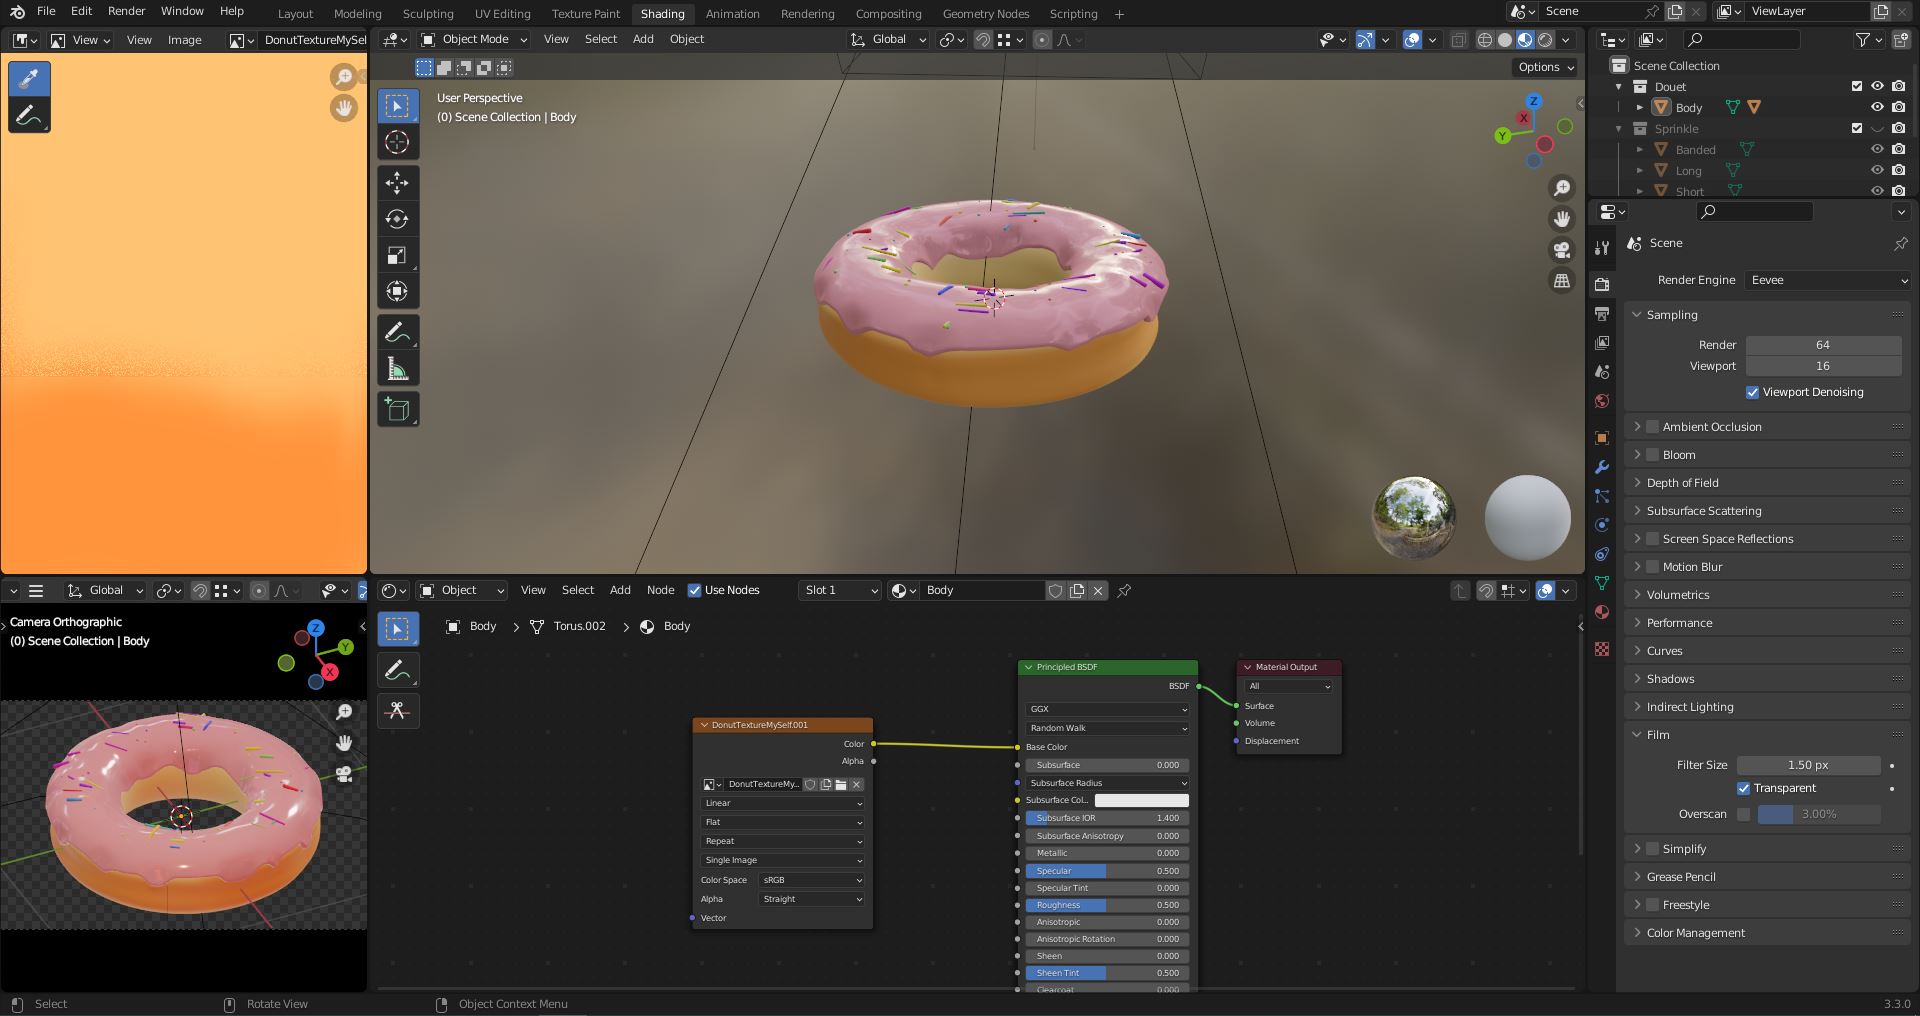 File Edit Render Window Help Layout Modeling Sculpting UV Editing Texture Paint Shading Animation Rendering Compositing Geometry Nodes Scripting + Scene ViewLayer
View View Image DonutTextureMySel
Object Mode View Select Add Object Global
Options
User Perspective
(0) Scene Collection | Body
Z
X
Y
Scene Collection
Douet
Body
Sprinkle
Banded
Long
Short
Scene
Render Engine Eevee
Sampling
Render 64
Viewport 16
Viewport Denoising
Ambient Occlusion
Bloom
Depth of Field
Subsurface Scattering
Screen Space Reflections
Motion Blur
Volumetrics
Performance
Curves
Shadows
Indirect Lighting
Film
Filter Size 1.50 px
Transparent
Overscan 3.00%
Simplify
Grease Pencil
Freestyle
Color Management
Global
Camera Orthographic
(0) Scene Collection | Body
Z
Y
X
Object View Select Add Node Use Nodes Slot 1 Body
Body > Torus.002 > Body
DonutTextureMySelf.001
Color
Alpha
DonutTextureMy...
Linear
Flat
Repeat
Single Image
Color Space sRGB
Alpha Straight
Vector
Principled BSDF
BSDF
GGX
Random Walk
Base Color
Subsurface 0.000
Subsurface Radius
Subsurface Col...
Subsurface IOR 1.400
Subsurface Anisotropy 0.000
Metallic 0.000
Specular 0.500
Specular Tint 0.000
Roughness 0.500
Anisotropic 0.000
Anisotropic Rotation 0.000
Sheen 0.000
Sheen Tint 0.500
Clearcoat 0.000
Material Output
All
Surface
Volume
Displacement
Select Rotate View Object Context Menu 3.3.0